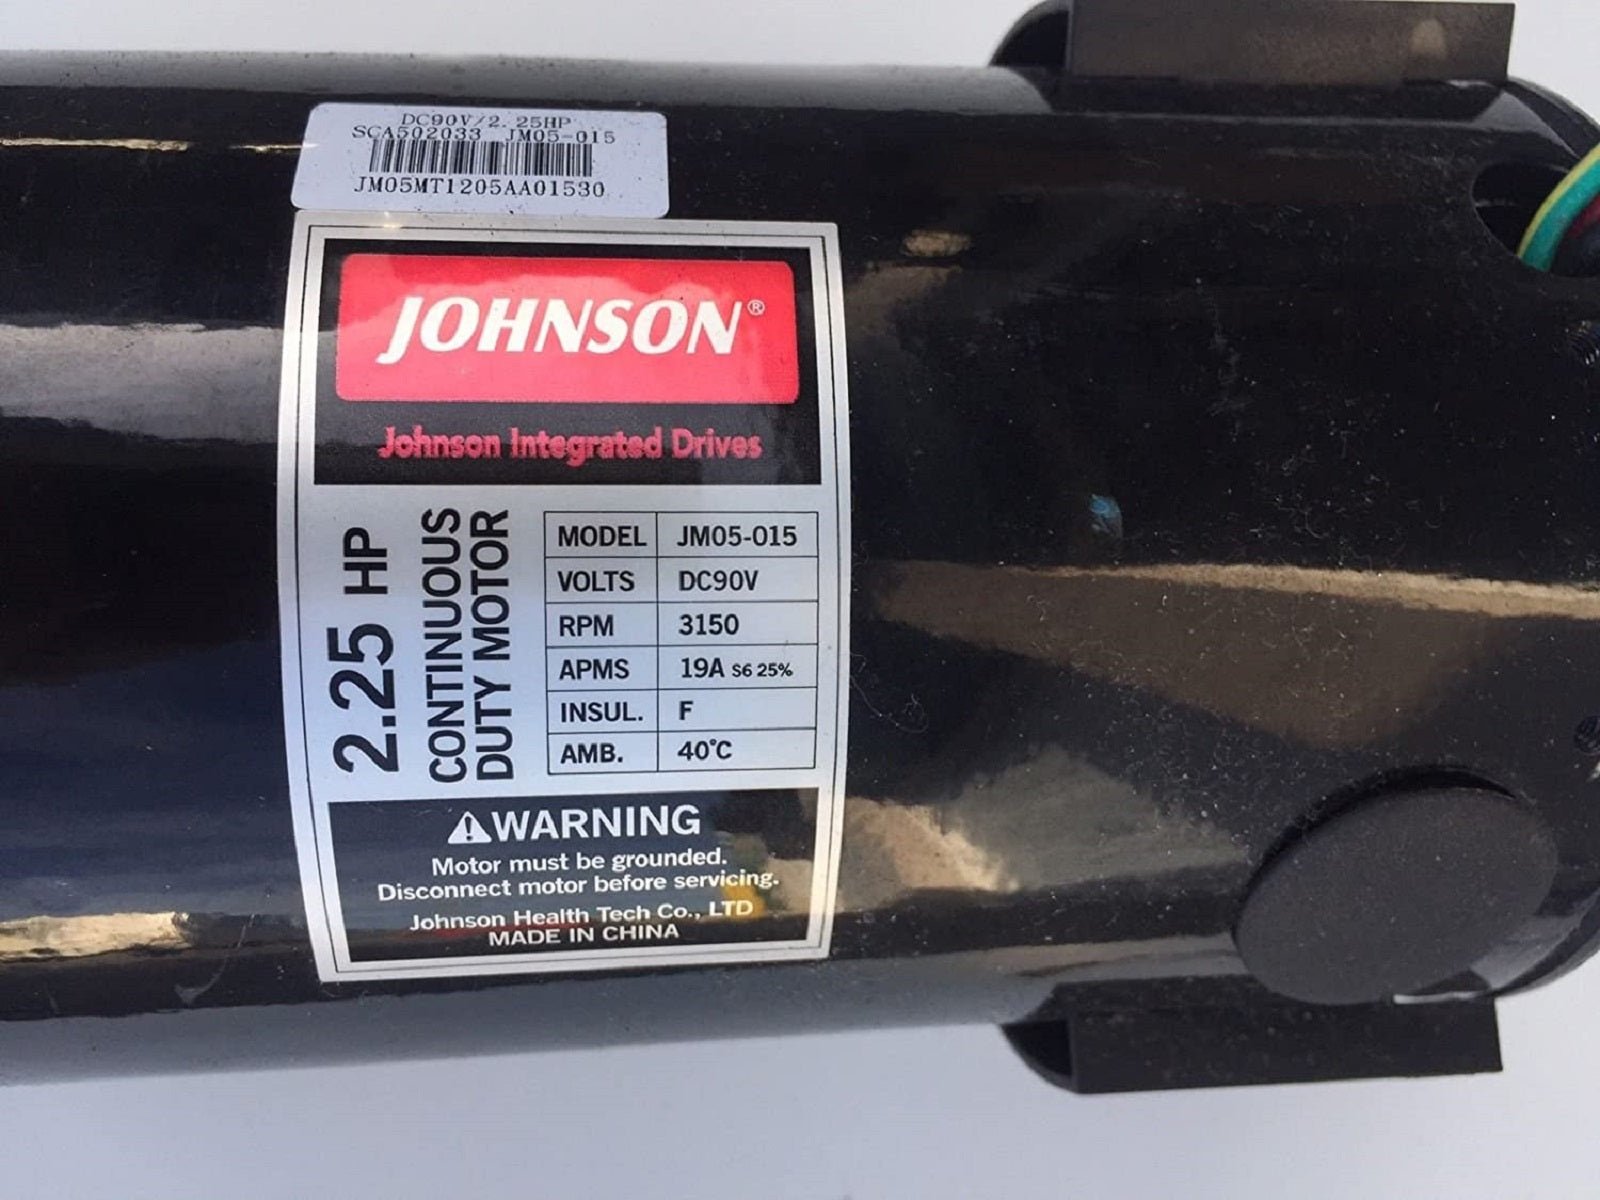 DC90V/2.25HP
SCA502033 JM05-015
JM05MT1205AA01530
JOHNSON®
Johnson Integrated Drives
2.25 HP
CONTINUOUS
DUTY MOTOR
MODEL JM05-015
VOLTS DC90V
RPM 3150
APMS 19A S6 25%
INSUL. F
AMB. 40°C
WARNING
Motor must be grounded.
Disconnect motor before servicing.
Johnson Health Tech Co., LTD
MADE IN CHINA